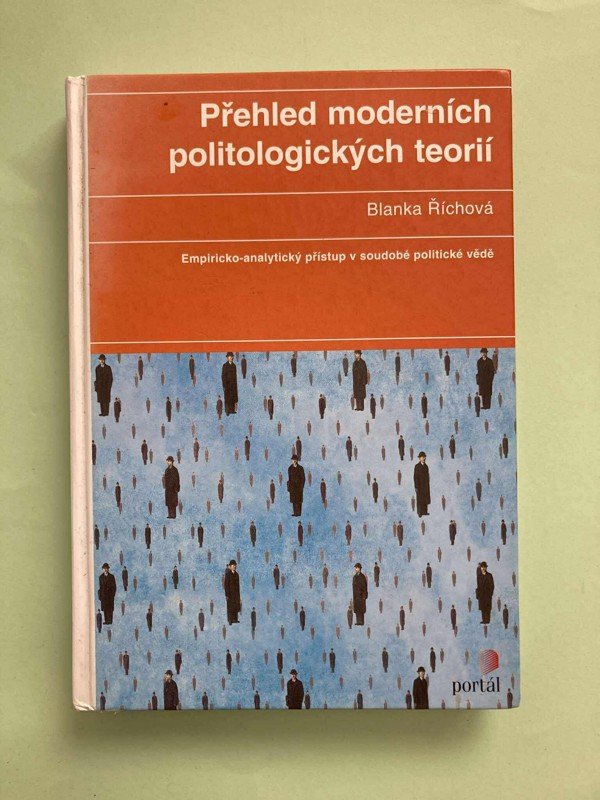 Přehled moderních
politologických teorií
Blanka Říchová
Empiricko-analytický přístup v soudobé politické vědě
portál